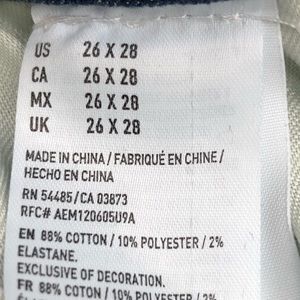 US 26 X 28
CA 26 X 28
MX 26 X 28
UK 26 X 28
MADE IN CHINA / FABRIQUÉ EN CHINE /
HECHO EN CHINA
RN 54485/CA 03873
RFC# AEM120605U9A
EN 88% COTTON / 10% POLYESTER / 2%
ELASTANE.
EXCLUSIVE OF DECORATION.
FR 88% COTON / 10% POLYESTER / 2%